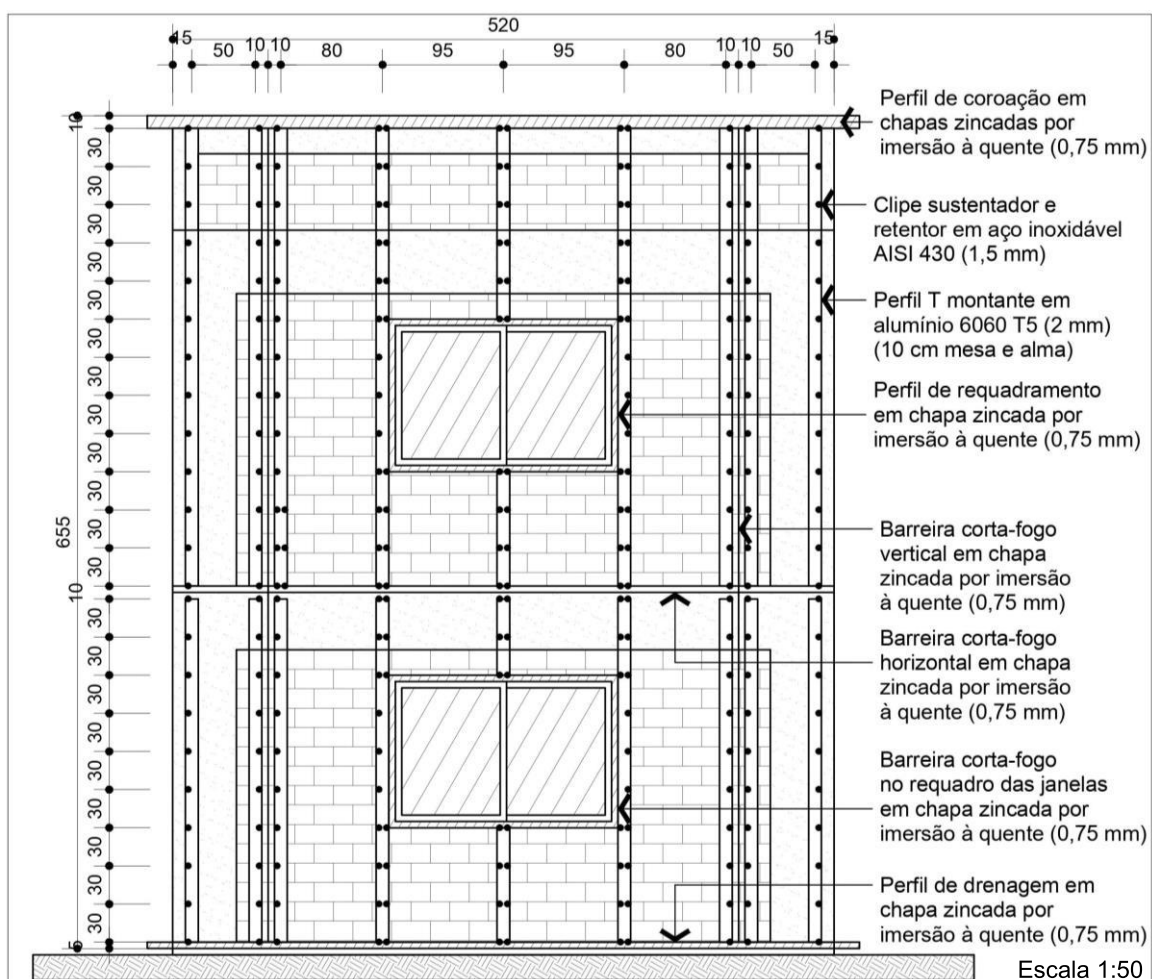 520
15 50 10 10 80 95 95 80 10 10 50 15
10
30
30
30
30
30
30
30
30
30
30
30
30
655
10
30
30
30
30
30
30
30
30
30
5
Perfil de coroação em
chapas zincadas por
imersão à quente (0,75 mm)
Clipe sustentador e
retentor em aço inoxidável
AISI 430 (1,5 mm)
Perfil T montante em
alumínio 6060 T5 (2 mm)
(10 cm mesa e alma)
Perfil de requadramento
em chapa zincada por
imersão à quente (0,75 mm)
Barreira corta-fogo
vertical em chapa
zincada por imersão
à quente (0,75 mm)
Barreira corta-fogo
horizontal em chapa
zincada por imersão
à quente (0,75 mm)
Barreira corta-fogo
no requadro das janelas
em chapa zincada por
imersão à quente (0,75 mm)
Perfil de drenagem em
chapa zincada por
imersão à quente (0,75 mm)
Escala 1:50